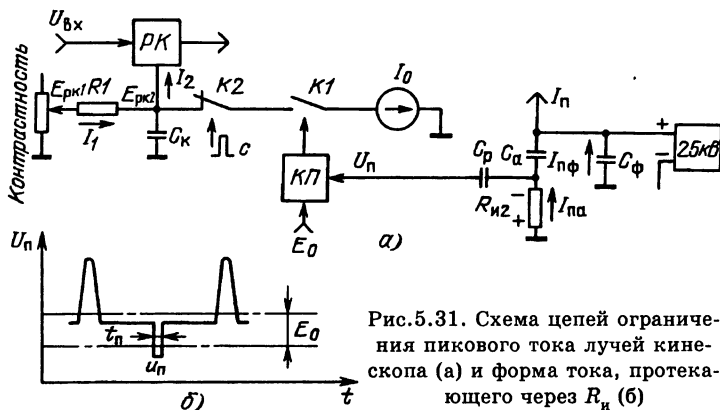 Uвх
РК
Контрастность
Eрк1 R1
Eрк2
I2
К2
К1
I0
I1
Cк
c
КП
E0
Uп
Iп
Cр
Cа
Iпф
Cф
25кВ
+
−
Rи2
−
+
Iпа
а)
Uп
tп
uп
E0
t
б)
Рис.5.31. Схема цепей ограниче-
ния пикового тока лучей кине-
скопа (а) и форма тока, протека-
ющего через Rи (б)